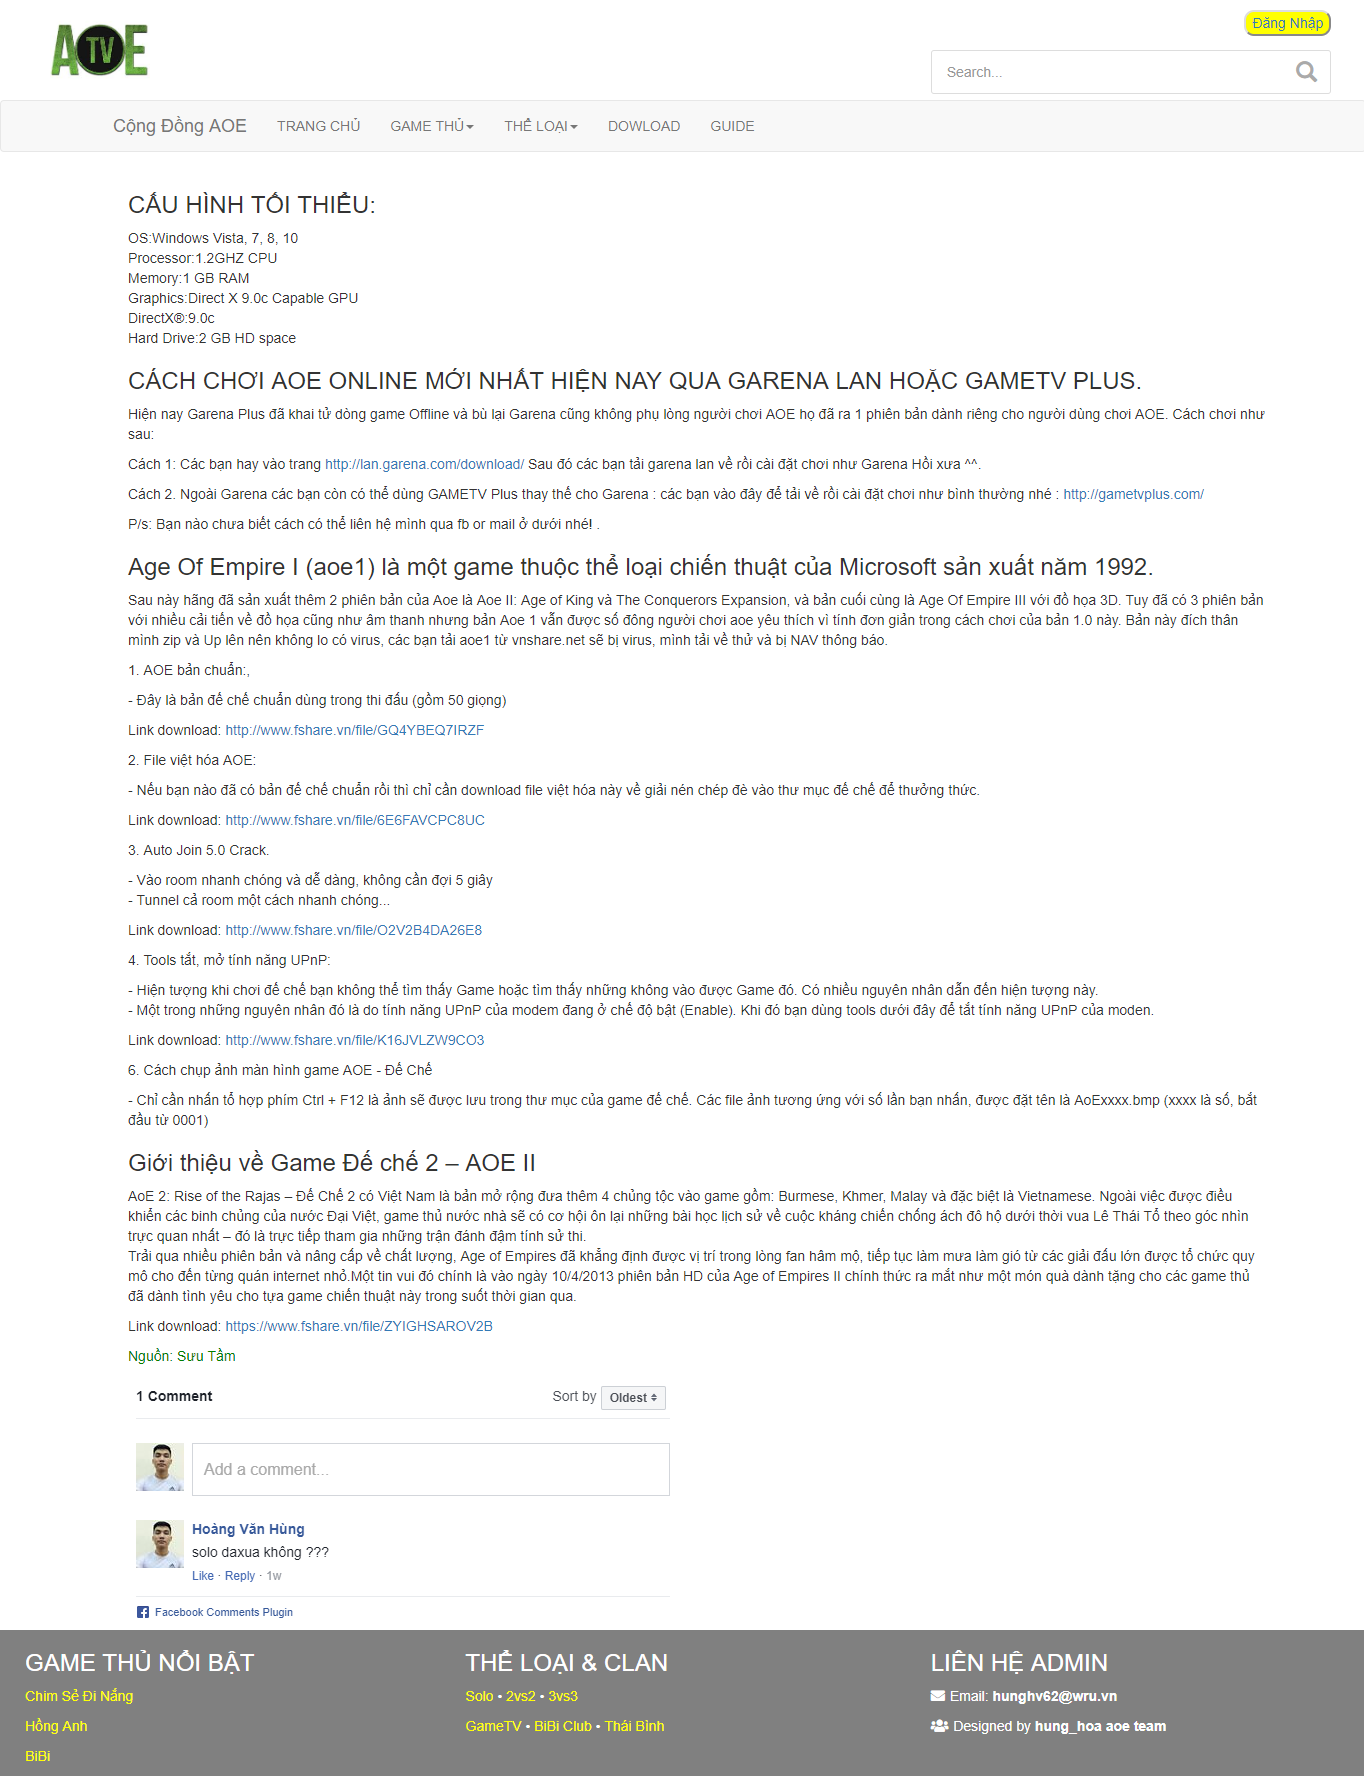 AOE
TV
Đăng Nhập
Search...
Cộng Đồng AOE TRANG CHỦ GAME THỦ THỂ LOẠI DOWLOAD GUIDE
CẤU HÌNH TỐI THIỂU:
OS:Windows Vista, 7, 8, 10
Processor:1.2GHZ CPU
Memory:1 GB RAM
Graphics:Direct X 9.0c Capable GPU
DirectX®:9.0c
Hard Drive:2 GB HD space
CÁCH CHƠI AOE ONLINE MỚI NHẤT HIỆN NAY QUA GARENA LAN HOẶC GAMETV PLUS.
Hiện nay Garena Plus đã khai tử dòng game Offline và bù lại Garena cũng không phụ lòng người chơi AOE họ đã ra 1 phiên bản dành riêng cho người dùng chơi AOE. Cách chơi như
sau:
Cách 1: Các bạn hay vào trang http://lan.garena.com/download/ Sau đó các bạn tải garena lan về rồi cài đặt chơi như Garena Hồi xưa ^^.
Cách 2. Ngoài Garena các bạn còn có thể dùng GAMETV Plus thay thế cho Garena : các bạn vào đây để tải về rồi cài đặt chơi như bình thường nhé : http://gametvplus.com/
P/s: Bạn nào chưa biết cách có thể liên hệ mình qua fb or mail ở dưới nhé! .
Age Of Empire I (aoe1) là một game thuộc thể loại chiến thuật của Microsoft sản xuất năm 1992.
Sau này hãng đã sản xuất thêm 2 phiên bản của Aoe là Aoe II: Age of King và The Conquerors Expansion, và bản cuối cùng là Age Of Empire III với đồ họa 3D. Tuy đã có 3 phiên bản
với nhiều cải tiến về đồ họa cũng như âm thanh nhưng bản Aoe 1 vẫn được số đông người chơi aoe yêu thích vì tính đơn giản trong cách chơi của bản 1.0 này. Bản này đích thân
mình zip và Up lên nên không lo có virus, các bạn tải aoe1 từ vnshare.net sẽ bị virus, mình tải về thử và bị NAV thông báo.
1. AOE bản chuẩn:,
- Đây là bản đế chế chuẩn dùng trong thi đấu (gồm 50 giọng)
Link download: http://www.fshare.vn/file/GQ4YBEQ7IRZF
2. File việt hóa AOE:
- Nếu bạn nào đã có bản đế chế chuẩn rồi thì chỉ cần download file việt hóa này về giải nén chép đè vào thư mục đế chế để thưởng thức.
Link download: http://www.fshare.vn/file/6E6FAVCPC8UC
3. Auto Join 5.0 Crack.
- Vào room nhanh chóng và dễ dàng, không cần đợi 5 giây
- Tunnel cả room một cách nhanh chóng...
Link download: http://www.fshare.vn/file/O2V2B4DA26E8
4. Tools tắt, mở tính năng UPnP:
- Hiện tượng khi chơi đế chế bạn không thể tìm thấy Game hoặc tìm thấy những không vào được Game đó. Có nhiều nguyên nhân dẫn đến hiện tượng này.
- Một trong những nguyên nhân đó là do tính năng UPnP của modem đang ở chế độ bật (Enable). Khi đó bạn dùng tools dưới đây để tắt tính năng UPnP của moden.
Link download: http://www.fshare.vn/file/K16JVLZW9CO3
6. Cách chụp ảnh màn hình game AOE - Đế Chế
- Chỉ cần nhấn tổ hợp phím Ctrl + F12 là ảnh sẽ được lưu trong thư mục của game đế chế. Các file ảnh tương ứng với số lần bạn nhấn, được đặt tên là AoExxxx.bmp (xxxx là số, bắt
đầu từ 0001)
Giới thiệu về Game Đế chế 2 – AOE II
AoE 2: Rise of the Rajas – Đế Chế 2 có Việt Nam là bản mở rộng đưa thêm 4 chủng tộc vào game gồm: Burmese, Khmer, Malay và đặc biệt là Vietnamese. Ngoài việc được điều
khiển các binh chủng của nước Đại Việt, game thủ nước nhà sẽ có cơ hội ôn lại những bài học lịch sử về cuộc kháng chiến chống ách đô hộ dưới thời vua Lê Thái Tổ theo góc nhìn
trực quan nhất – đó là trực tiếp tham gia những trận đánh đậm tính sử thi.
Trải qua nhiều phiên bản và nâng cấp về chất lượng, Age of Empires đã khẳng định được vị trí trong lòng fan hâm mộ, tiếp tục làm mưa làm gió từ các giải đấu lớn được tổ chức quy
mô cho đến từng quán internet nhỏ.Một tin vui đó chính là vào ngày 10/4/2013 phiên bản HD của Age of Empires II chính thức ra mắt như một món quà dành tặng cho các game thủ
đã dành tình yêu cho tựa game chiến thuật này trong suốt thời gian qua.
Link download: https://www.fshare.vn/file/ZYIGHSAROV2B
Nguồn: Sưu Tầm
1 Comment Sort by Oldest
Add a comment...
Hoàng Văn Hùng
solo daxua không ???
Like · Reply · 1w
Facebook Comments Plugin
GAME THỦ NỔI BẬT
Chim Sẻ Đi Nắng
Hồng Anh
BiBi
THỂ LOẠI & CLAN
Solo • 2vs2 • 3vs3
GameTV • BiBi Club • Thái Bình
LIÊN HỆ ADMIN
Email: hunghv62@wru.vn
Designed by hung_hoa aoe team